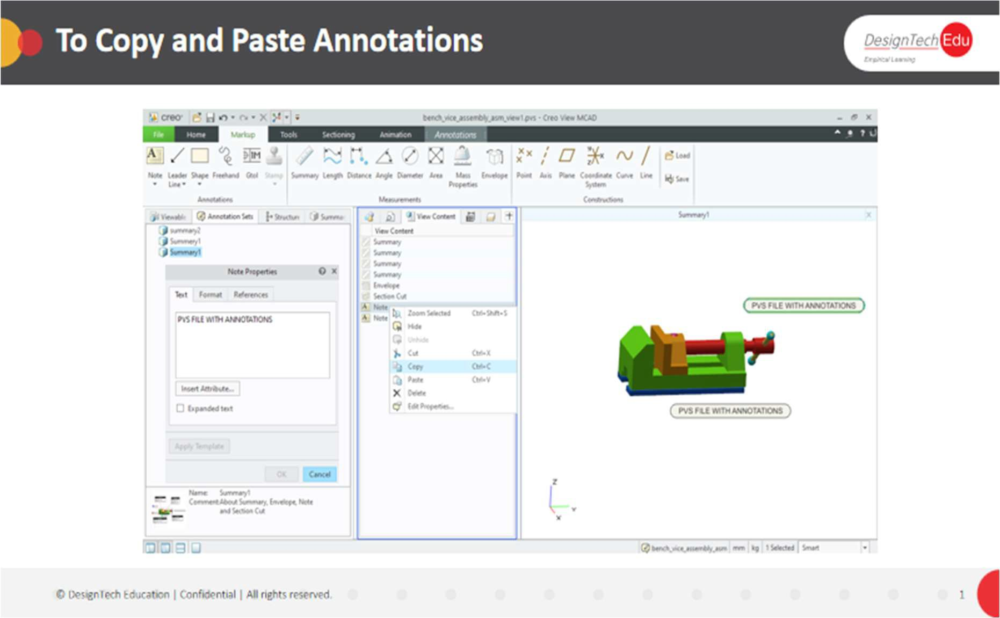 To Copy and Paste Annotations
DesignTech Edu
Empirical Learning
creo
bench_vice_assembly_asm_view1.pvs - Creo View MCAD
File Home Markup Tools Sectioning Animation Annotations
Note Leader Line Shape Freehand Gtol Stamp Summary Length Distance Angle Diameter Area Mass Properties Envelope Point Axis Plane Coordinate System Curve Line
Load
Save
Annotations Measurements Constructions
Viewabl Annotation Sets Structun Summa
View Content
Summary1
summary2
Summery1
Summary1
Note Properties
Text Format References
PVS FILE WITH ANNOTATIONS
Insert Attribute...
Expanded text
Apply Template
OK Cancel
Name: Summary1
Comment: About Summary, Envelope, Note
and Section Cut
View Content
Summary
Summary
Summary
Summary
Envelope
Section Cut
Note
Note
Zoom Selected Ctrl+Shift+S
Hide
Unhide
Cut Ctrl+X
Copy Ctrl+C
Paste Ctrl+V
Delete
Edit Properties...
PVS FILE WITH ANNOTATIONS
PVS FILE WITH ANNOTATIONS
Z
Y
X
bench_vice_assembly_asm mm kg 1 Selected Smart
© DesignTech Education | Confidential | All rights reserved.
1